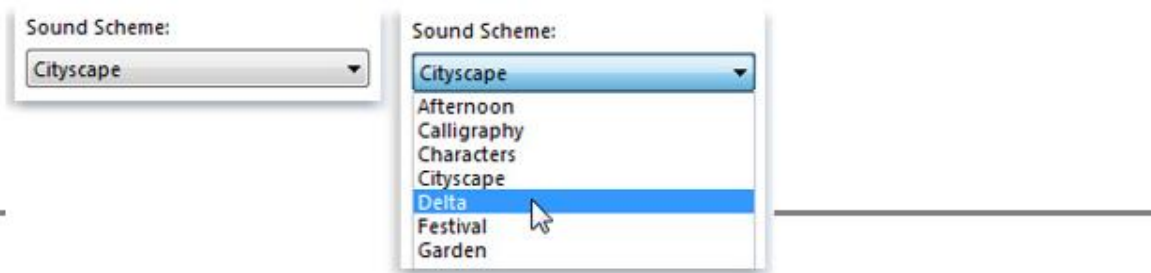 Sound Scheme:
Cityscape
Sound Scheme:
Cityscape
Afternoon
Calligraphy
Characters
Cityscape
Delta
Festival
Garden